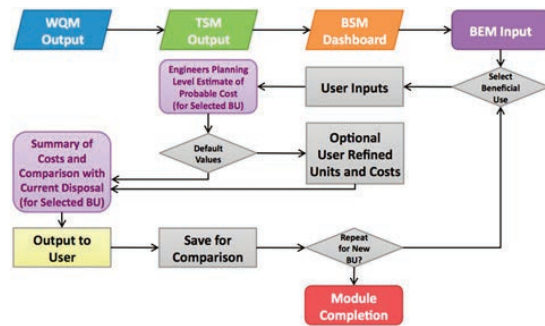 WQM
Output
TSM
Output
BSM
Dashboard
BEM Input
Engineers Planning
Level Estimate of
Probable Cost
(for Selected BU)
User Inputs
Select
Beneficial
Use
Summary of
Costs and
Comparison with
Current Disposal
(for Selected BU)
Default
Values
Optional
User Refined
Units and Costs
Output to
User
Save for
Comparison
Repeat
for New
BU?
Module
Completion